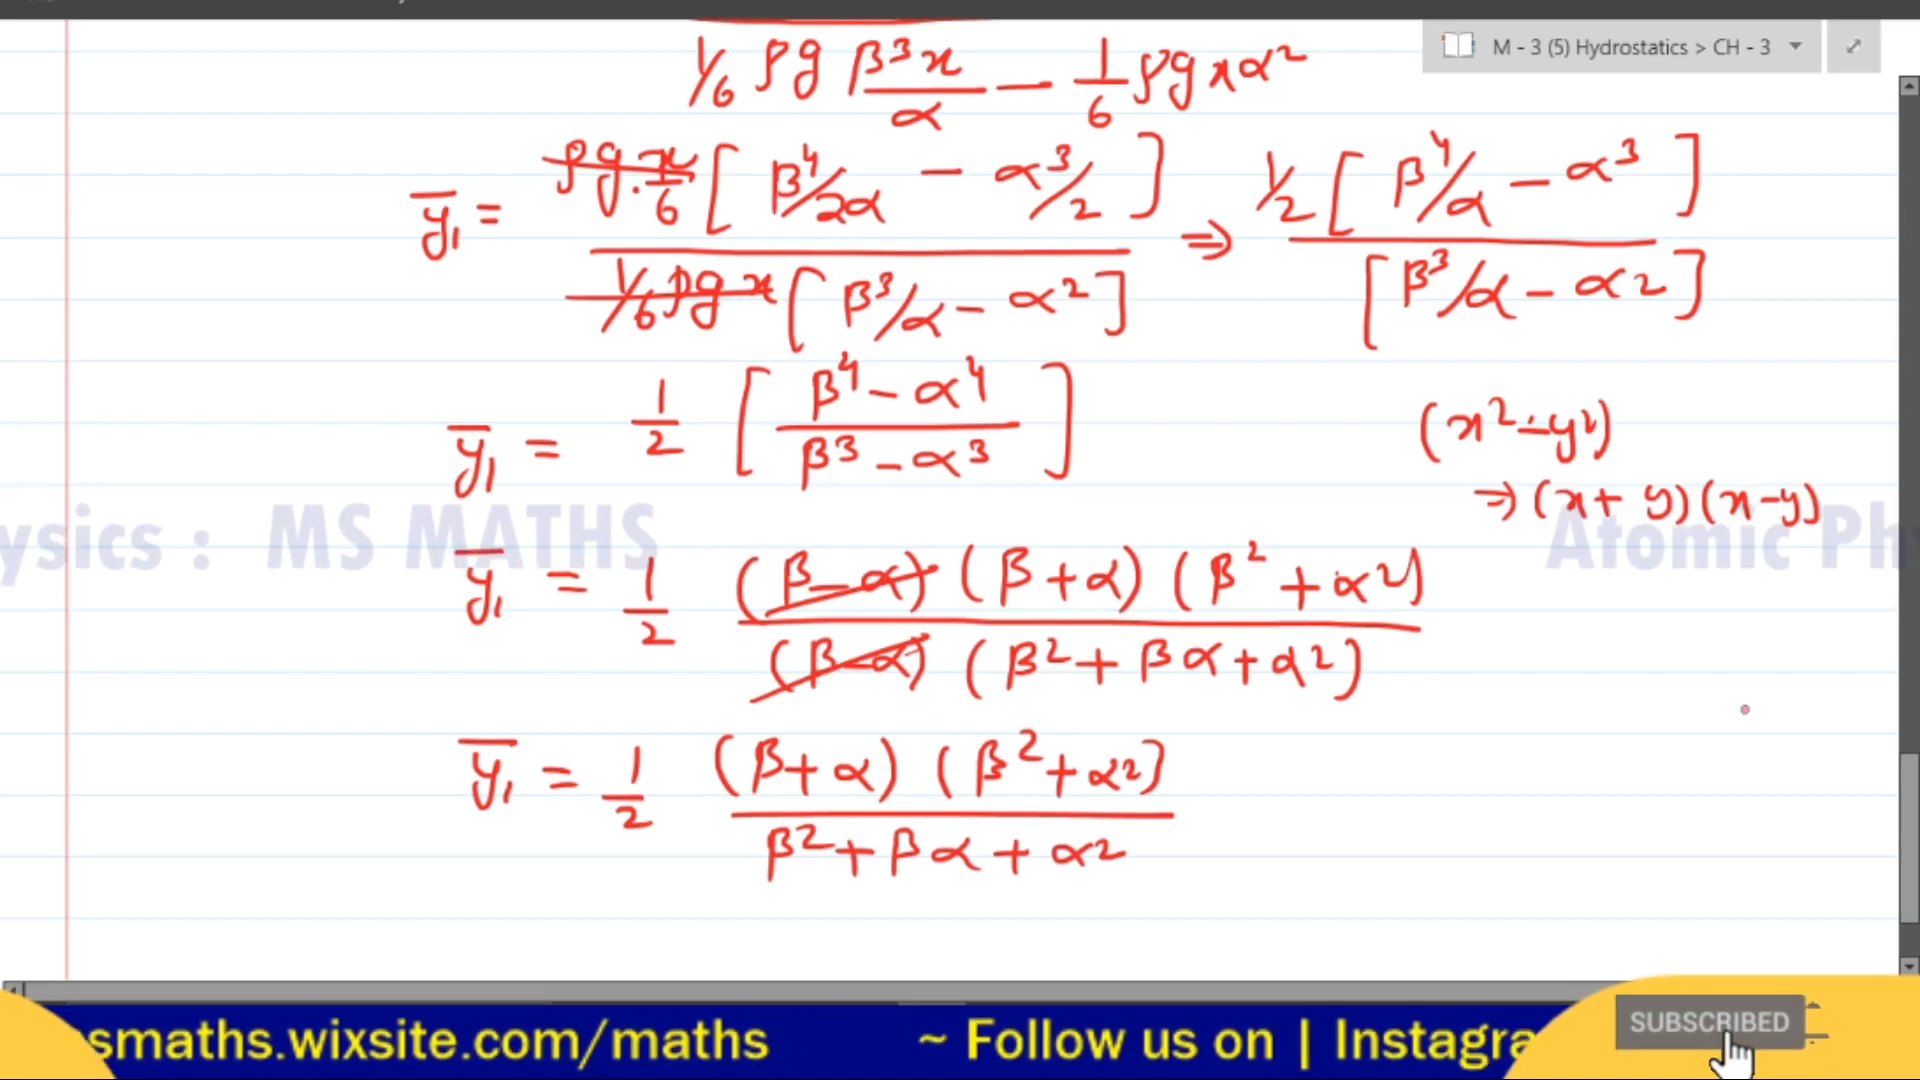 M - 3 (5) Hydrostatics > CH - 3
1/6 ρg β³x/α − 1/6 ρg xα²
ȳ₁ = ρg·x/6 [β⁴/2α − α³/2] / 1/6 ρg x [β³/α − α²] ⇒ 1/2 [β⁴/α − α³] / [β³/α − α2]
ȳ₁ = 1/2 [β⁴ − α⁴ / β³ − α³]
(x² − y²)
⇒ (x + y)(x − y)
ysics : MS MATHS
Atomic Phy
ȳ₁ = 1/2 (β − α)(β + α)(β² + α²) / (β − α)(β² + βα + α²)
ȳ₁ = 1/2 (β + α)(β² + α²) / β² + βα + α²
smaths.wixsite.com/maths ~ Follow us on | Instagra
SUBSCRIBED